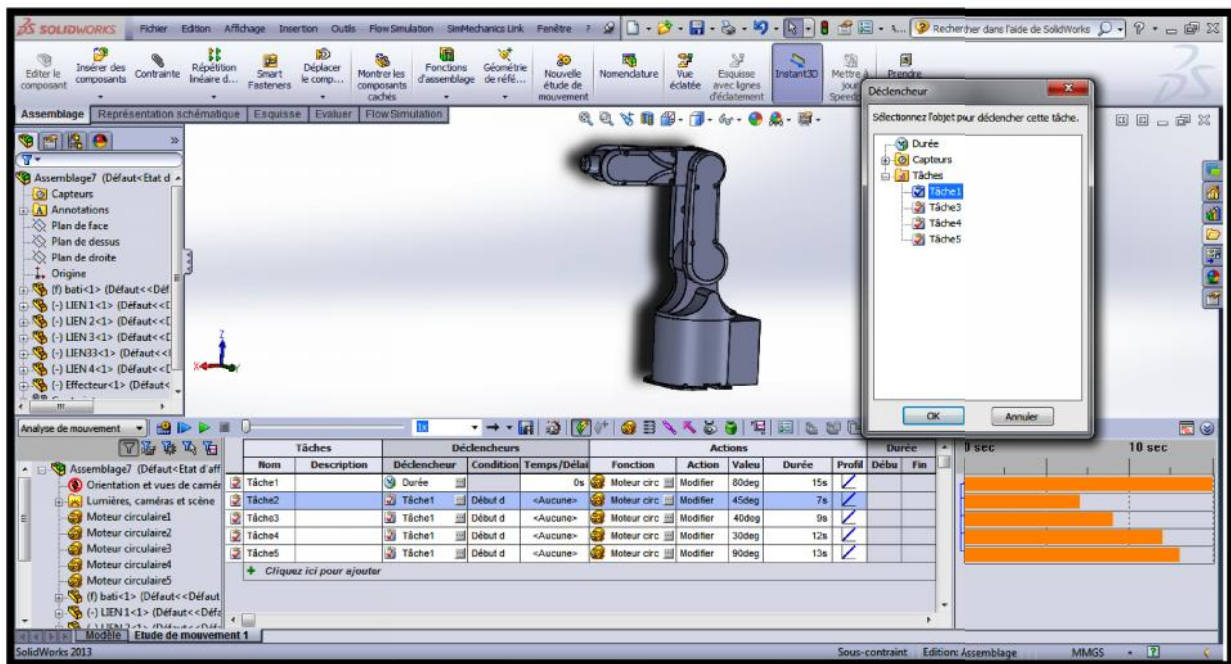 SOLIDWORKS Fichier Edition Affichage Insertion Outils Flow Simulation SimMechanics Link Fenêtre ? Rechercher dans l'aide de SolidWorks
Editer le composant
Insérer des composants
Contrainte
Répétition linéaire d...
Smart Fasteners
Déplacer le comp...
Montrer les composants cachés
Fonctions d'assemblage
Géométrie de réfé...
Nouvelle étude de mouvement
Nomenclature
Vue éclatée
Esquisse avec lignes d'éclatement
Instant3D
Mettre à jour
Prendre
Assemblage Représentation schématique Esquisse Evaluer Flow Simulation
Déclencheur
Sélectionnez l'objet pour déclencher cette tâche.
Durée
Capteurs
Tâches
Tâche1
Tâche3
Tâche4
Tâche5
OK Annuler
Assemblage7 (Défaut<Etat d
Capteurs
Annotations
Plan de face
Plan de dessus
Plan de droite
Origine
(f) bati<1> (Défaut<<Déf
(-) LIEN 1<1> (Défaut<<D
(-) LIEN 2<1> (Défaut<<D
(-) LIEN 3<1> (Défaut<<D
(-) LIEN33<1> (Défaut<<I
(-) LIEN 4<1> (Défaut<<D
(-) Effecteur<1> (Défaut<
Z
X
Y
Analyse de mouvement 1x
Tâches Déclencheurs Actions Durée
Nom Description Déclencheur Condition Temps/Délai Fonction Action Valeu Durée Profil Débu Fin
0 sec 10 sec
Tâche1 Durée 0s Moteur circ Modifier 80deg 15s
Tâche2 Tâche1 Début d <Aucune> Moteur circ Modifier 45deg 7s
Tâche3 Tâche1 Début d <Aucune> Moteur circ Modifier 40deg 9s
Tâche4 Tâche1 Début d <Aucune> Moteur circ Modifier 30deg 12s
Tâche5 Tâche1 Début d <Aucune> Moteur circ Modifier 90deg 13s
Cliquez ici pour ajouter
Assemblage7 (Défaut<Etat d'aff
Orientation et vues de camér
Lumières, caméras et scène
Moteur circulaire1
Moteur circulaire2
Moteur circulaire3
Moteur circulaire4
Moteur circulaire5
(f) bati<1> (Défaut<<Défaut
(-) LIEN 1<1> (Défaut<<Défa
Modèle Etude de mouvement 1
SolidWorks 2013 Sous-contraint Edition: Assemblage MMGS